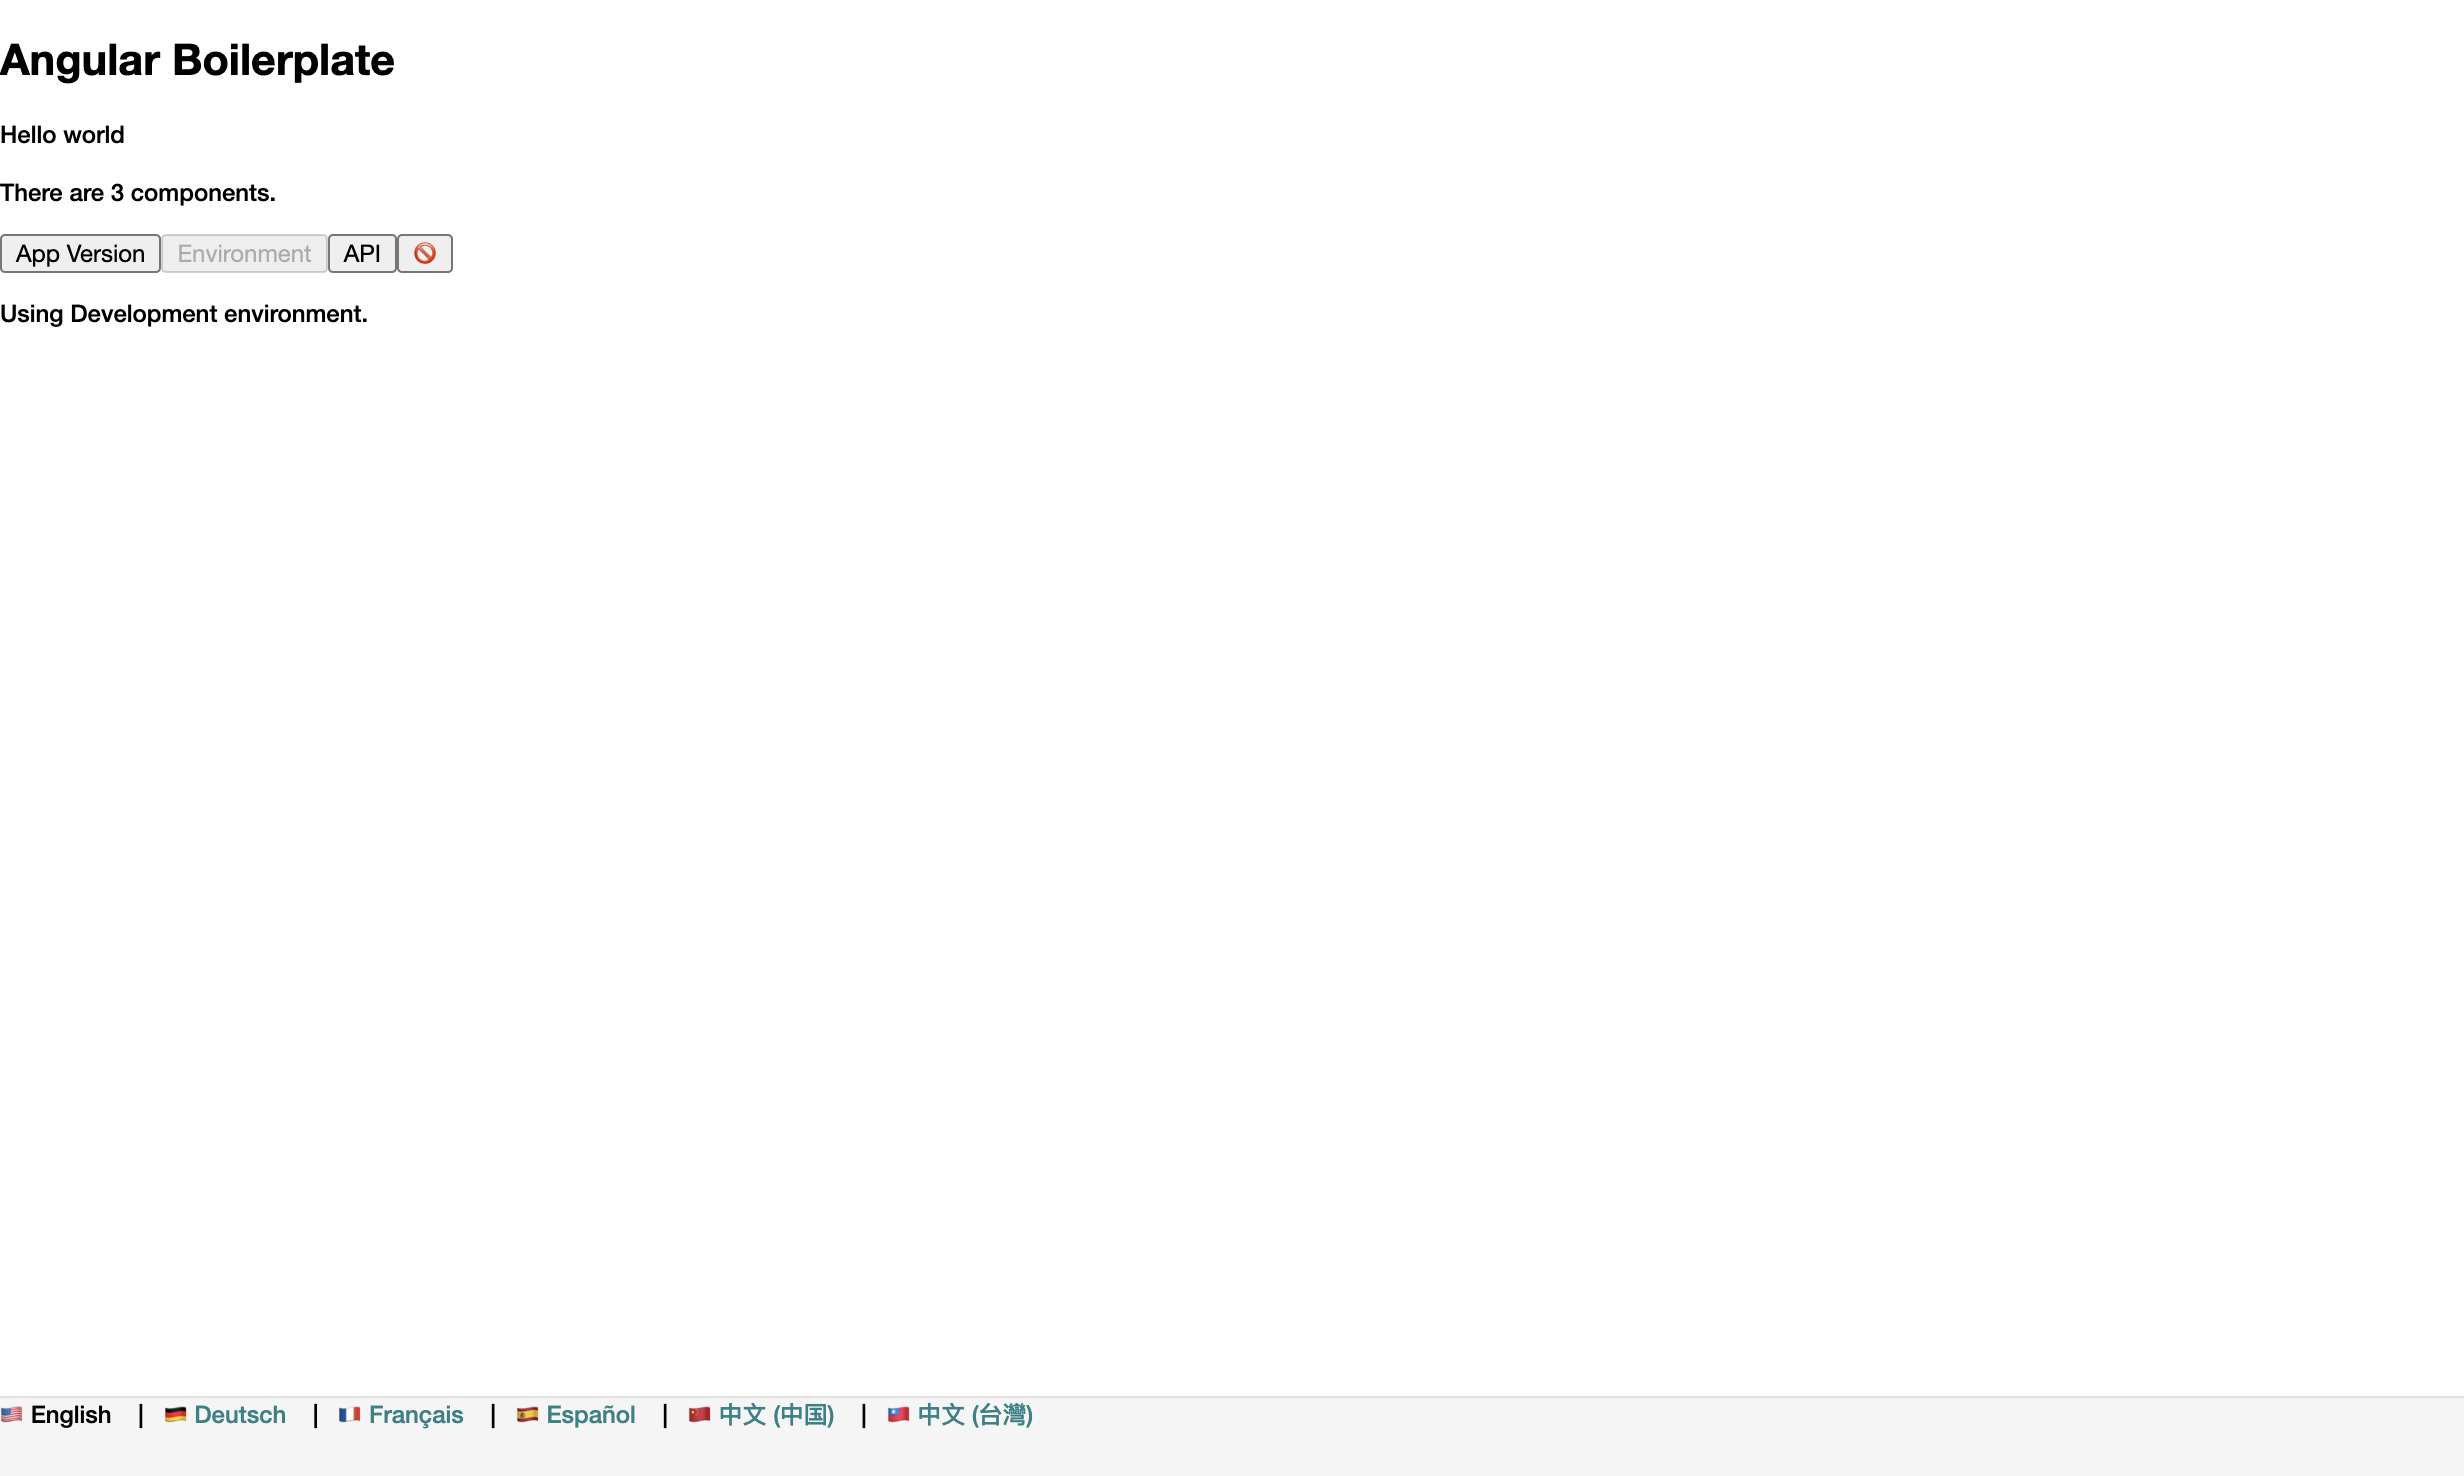 Angular Boilerplate
Hello world
There are 3 components.
App Version Environment API 🚫
Using Development environment.
🇺🇸 English | 🇩🇪 Deutsch | 🇫🇷 Français | 🇪🇸 Español | 🇨🇳 中文 (中国) | 🇹🇼 中文 (台灣)